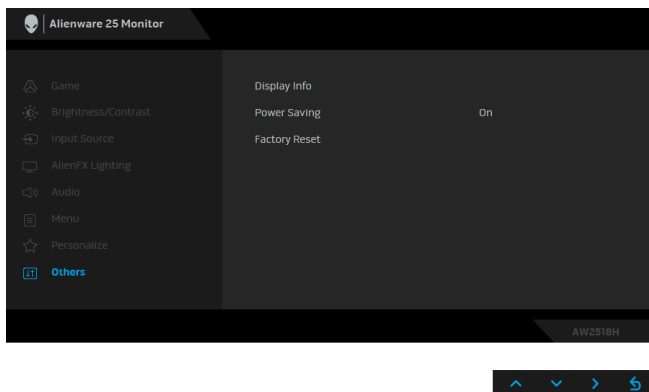 Alienware 25 Monitor
Game
Display Info
Brightness/Contrast
Power Saving On
Input Source
Factory Reset
AlienFX Lighting
Audio
Menu
Personalize
Others
AW2518H